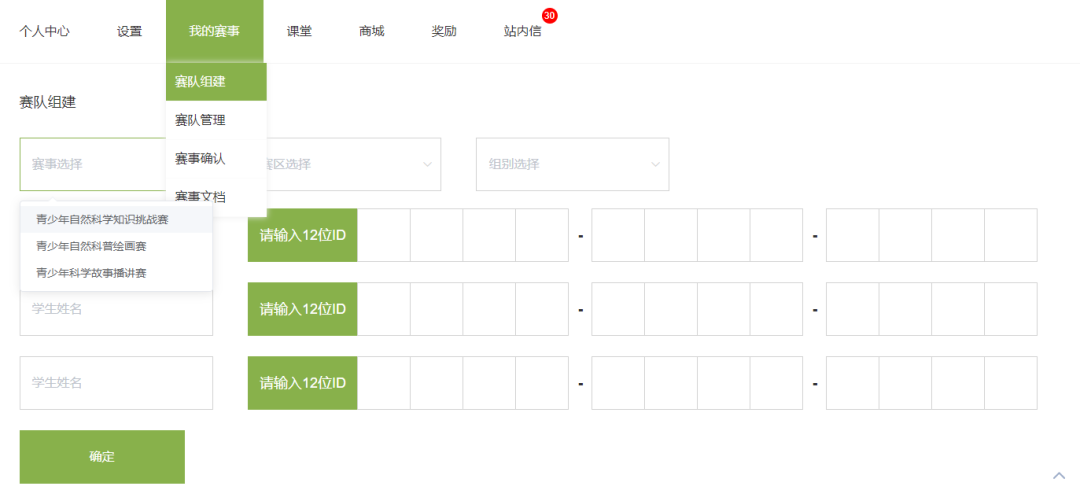 个人中心 设置 我的赛事 课堂 商城 奖励 站内信 30
赛队组建
赛队管理
赛事确认
赛事文档
赛队组建
赛事选择 赛区选择 组别选择
青少年自然科学知识挑战赛
青少年自然科普绘画赛
青少年科学故事播讲赛
请输入12位ID - -
学生姓名 请输入12位ID - -
学生姓名 请输入12位ID - -
确定